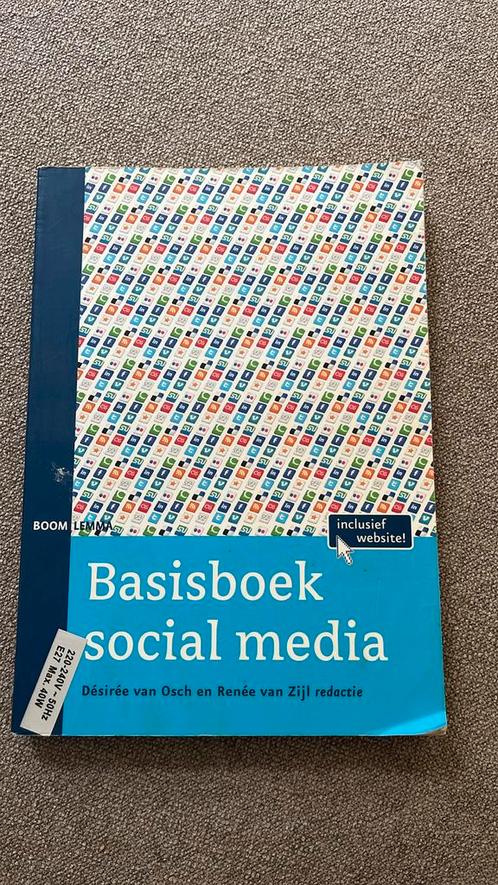 BOOM LEMMA
inclusief
website!
Basisboek
social media
Désirée van Osch en Renée van Zijl redactie
220-240V 50Hz
E27 Max. 40W